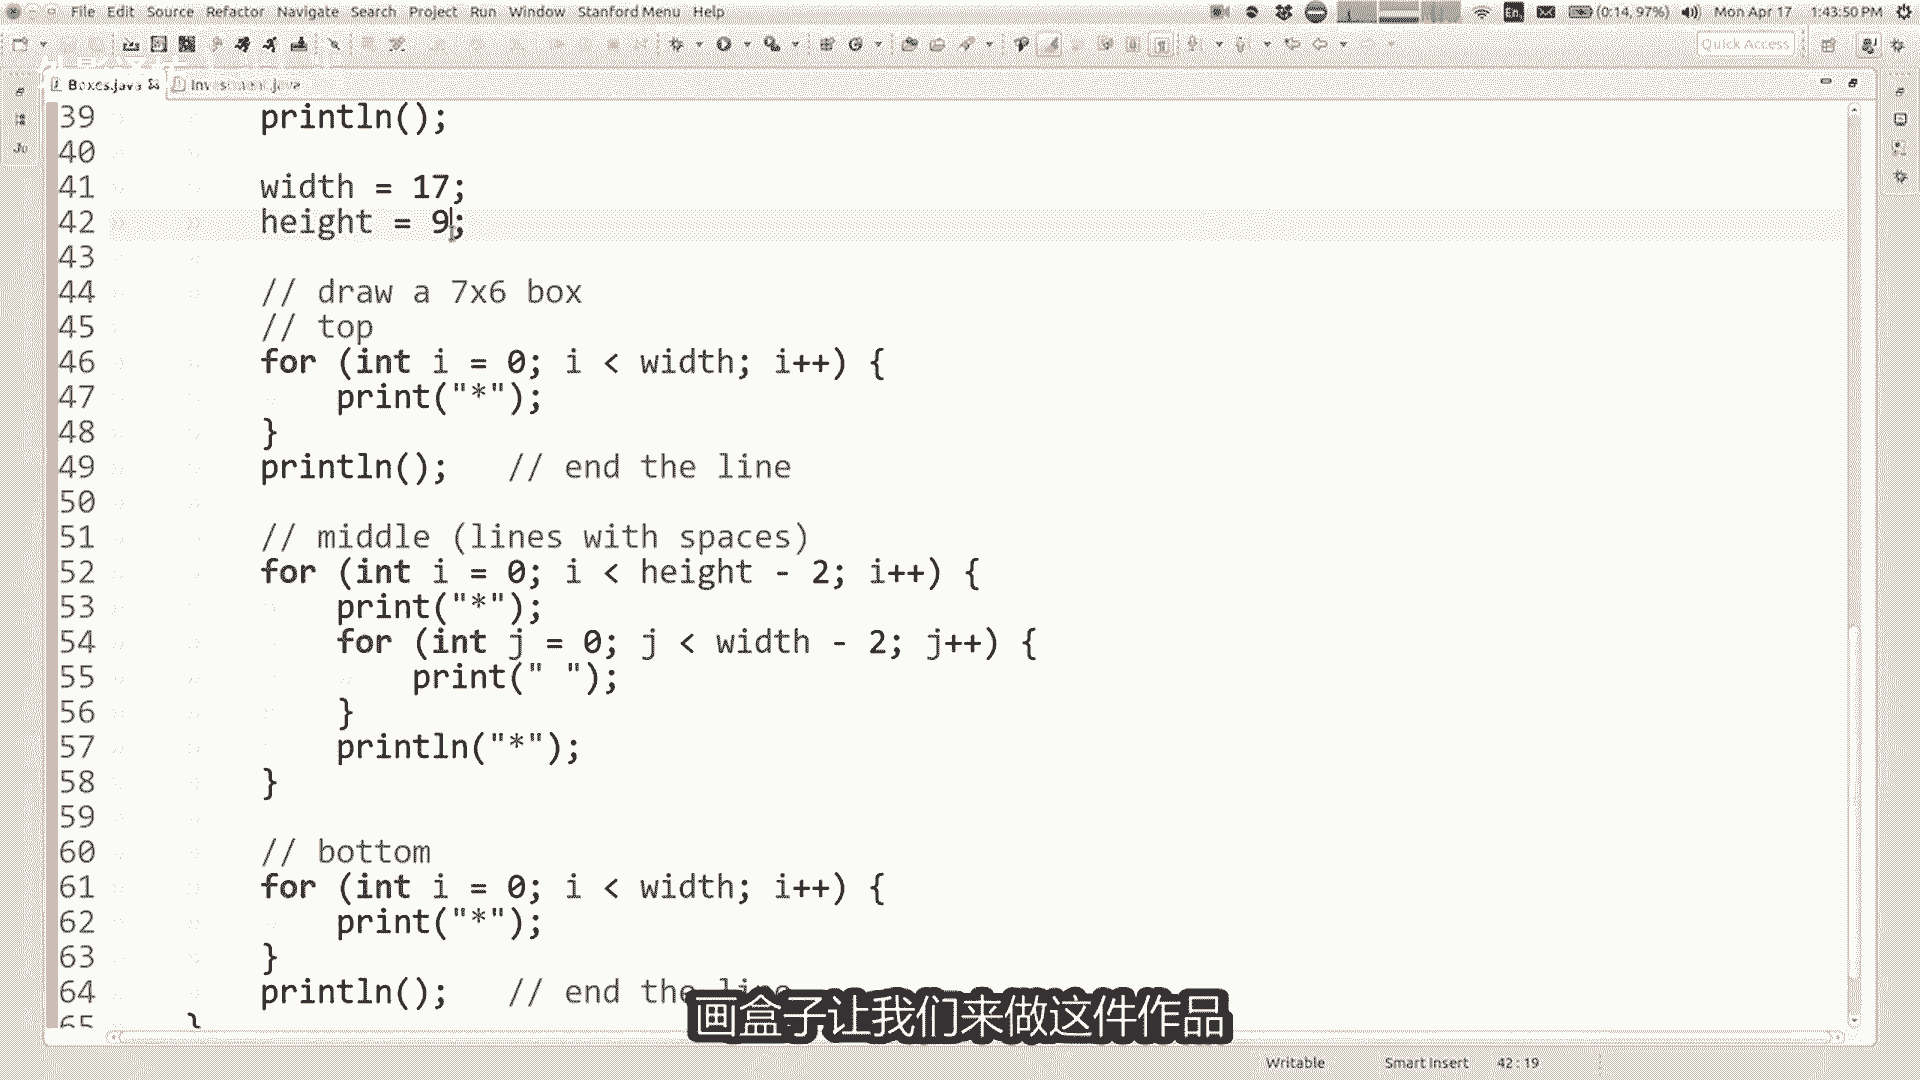 File Edit Source Refactor Navigate Search Project Run Window Stanford Menu Help
En (0:14, 97%) Mon Apr 17 1:43:50 PM
Quick Access
Boxes.java Investment.java
39 println();
40
41 width = 17;
42 height = 9;
43
44 // draw a 7x6 box
45 // top
46 for (int i = 0; i < width; i++) {
47 print("*");
48 }
49 println(); // end the line
50
51 // middle (lines with spaces)
52 for (int i = 0; i < height - 2; i++) {
53 print("*");
54 for (int j = 0; j < width - 2; j++) {
55 print(" ");
56 }
57 println("*");
58 }
59
60 // bottom
61 for (int i = 0; i < width; i++) {
62 print("*");
63 }
64 println(); // end the line
65 }
画盒子让我们来做这件作品
Writable Smart Insert 42 : 19